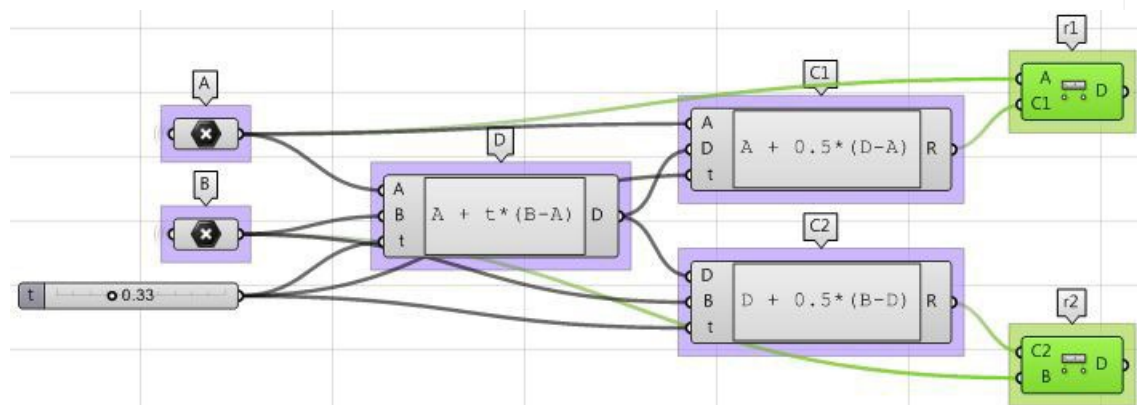 r1
A
C1
D
C1
A
A
D
t
A + 0.5*(D-A)
R
D
A
B
t
A + t*(B-A)
D
B
C2
D
B
t
D + 0.5*(B-D)
R
t
0.33
r2
C2
B
D